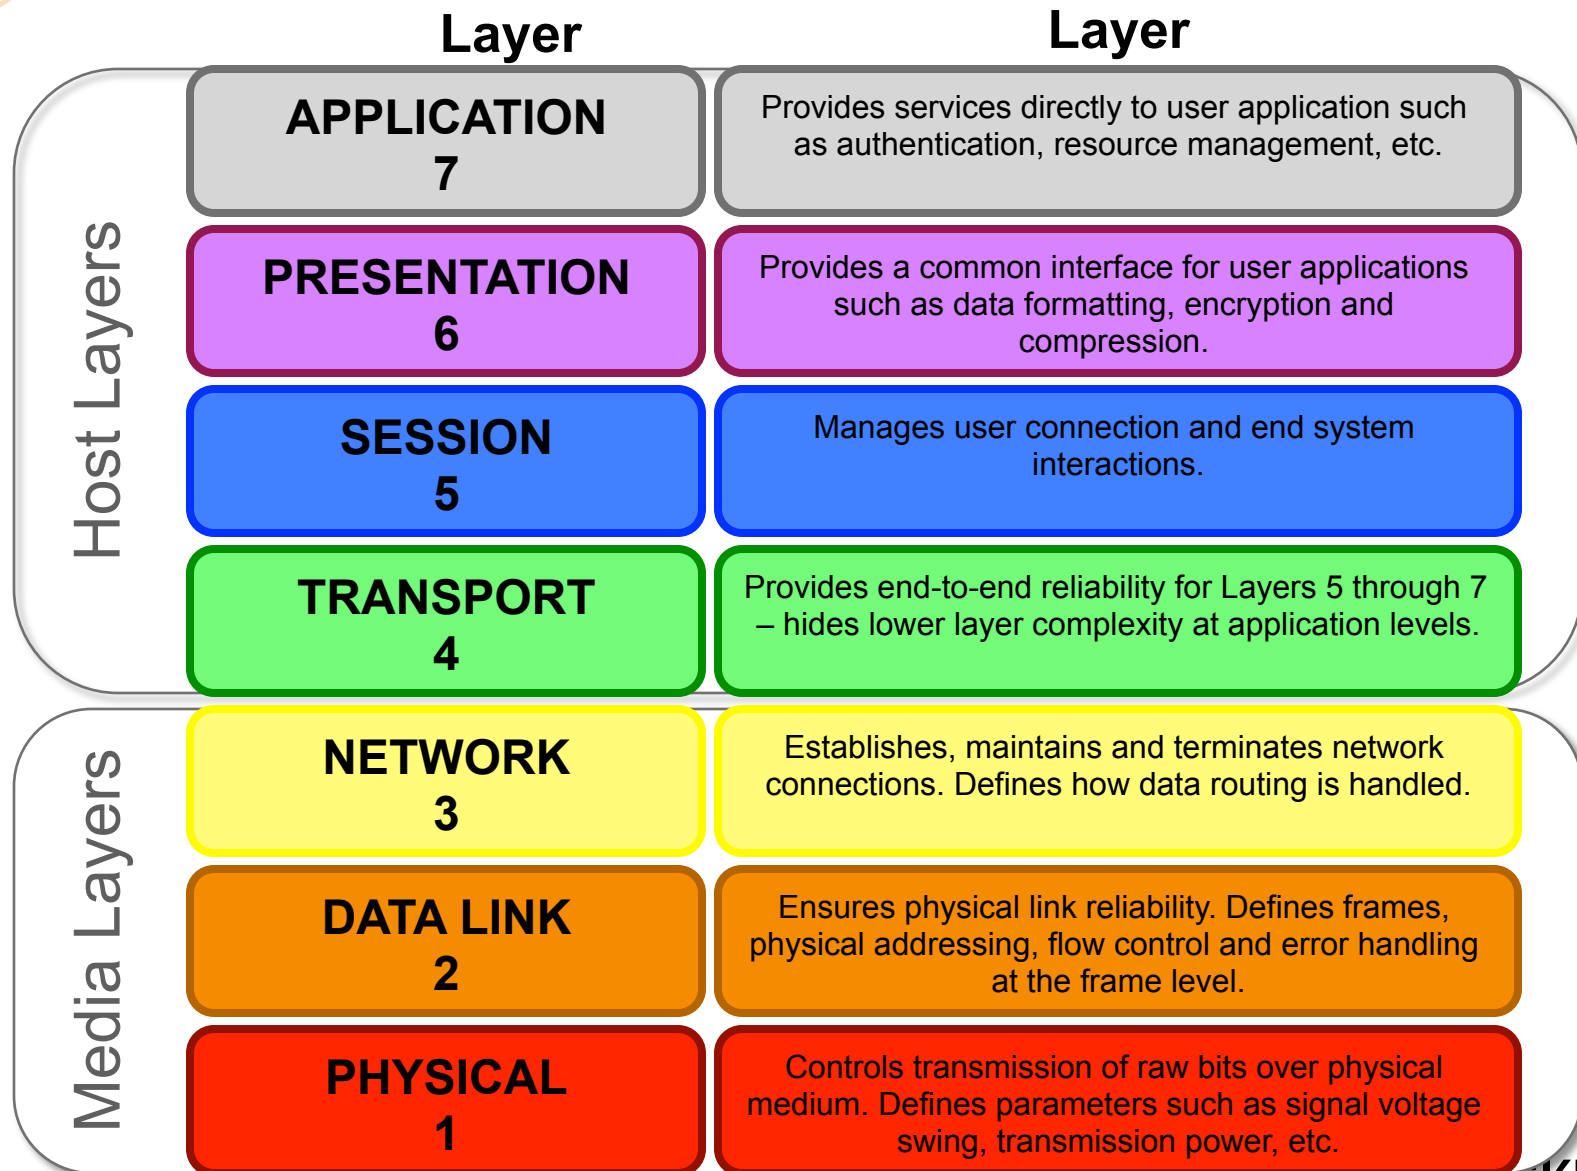 Layer
Layer
Host Layers
APPLICATION
7
Provides services directly to user application such
as authentication, resource management, etc.
PRESENTATION
6
Provides a common interface for user applications
such as data formatting, encryption and
compression.
SESSION
5
Manages user connection and end system
interactions.
TRANSPORT
4
Provides end-to-end reliability for Layers 5 through 7
– hides lower layer complexity at application levels.
Media Layers
NETWORK
3
Establishes, maintains and terminates network
connections. Defines how data routing is handled.
DATA LINK
2
Ensures physical link reliability. Defines frames,
physical addressing, flow control and error handling
at the frame level.
PHYSICAL
1
Controls transmission of raw bits over physical
medium. Defines parameters such as signal voltage
swing, transmission power, etc.